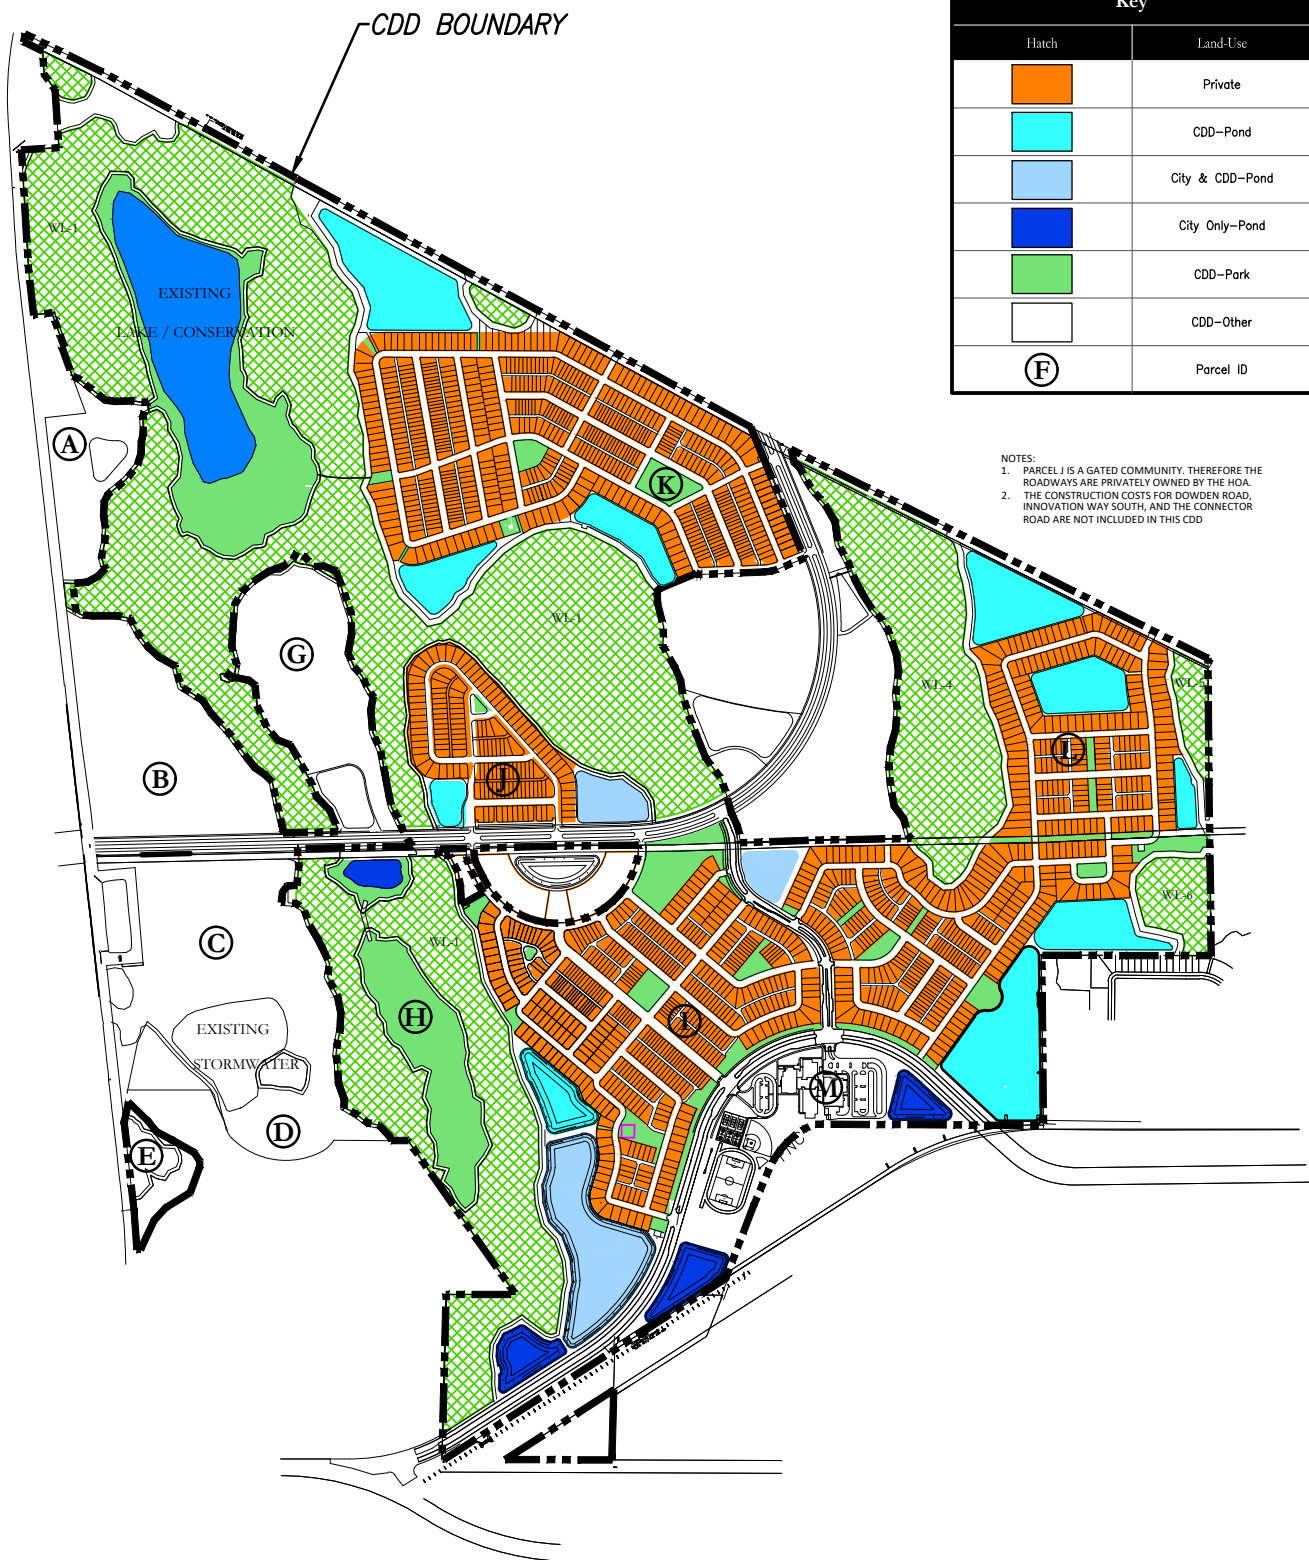 CDD BOUNDARY
Key
Hatch Land-Use
Private
CDD-Pond
City & CDD-Pond
City Only-Pond
CDD-Park
CDD-Other
F Parcel ID
NOTES:
1. PARCEL J IS A GATED COMMUNITY. THEREFORE THE
ROADWAYS ARE PRIVATELY OWNED BY THE HOA.
2. THE CONSTRUCTION COSTS FOR DOWDEN ROAD,
INNOVATION WAY SOUTH, AND THE CONNECTOR
ROAD ARE NOT INCLUDED IN THIS CDD
WL-1
EXISTING
LAKE / CONSERVATION
A
K
WL-1
G
WL-4
WL-5
B
J
L
WL-6
C
WL-1
H
I
EXISTING
STORMWATER
M
D
E